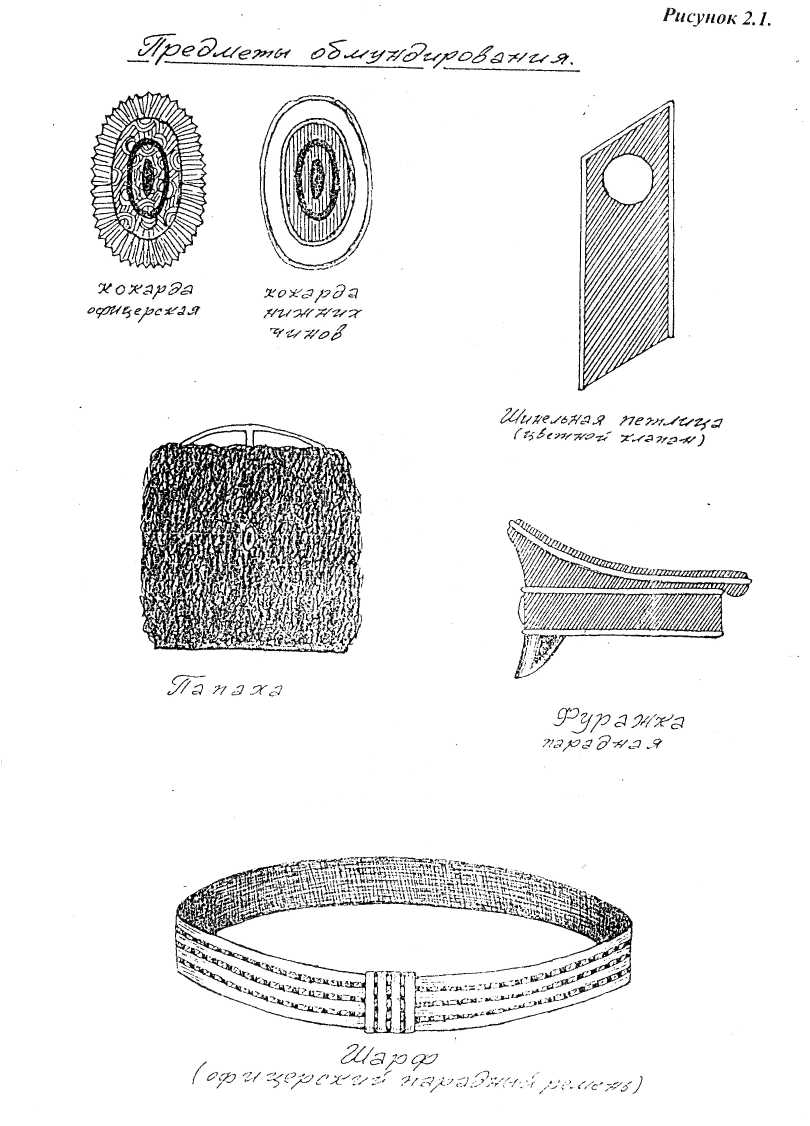 Рисунок 2.1.
Предметы обмундирования.
кокарда
офицерская
кокарда
нижних
чинов
Шинельная петлица
(цветной клапан)
Папаха
Фуражка
парадная
Шарф
(офицерский парадный ремень)